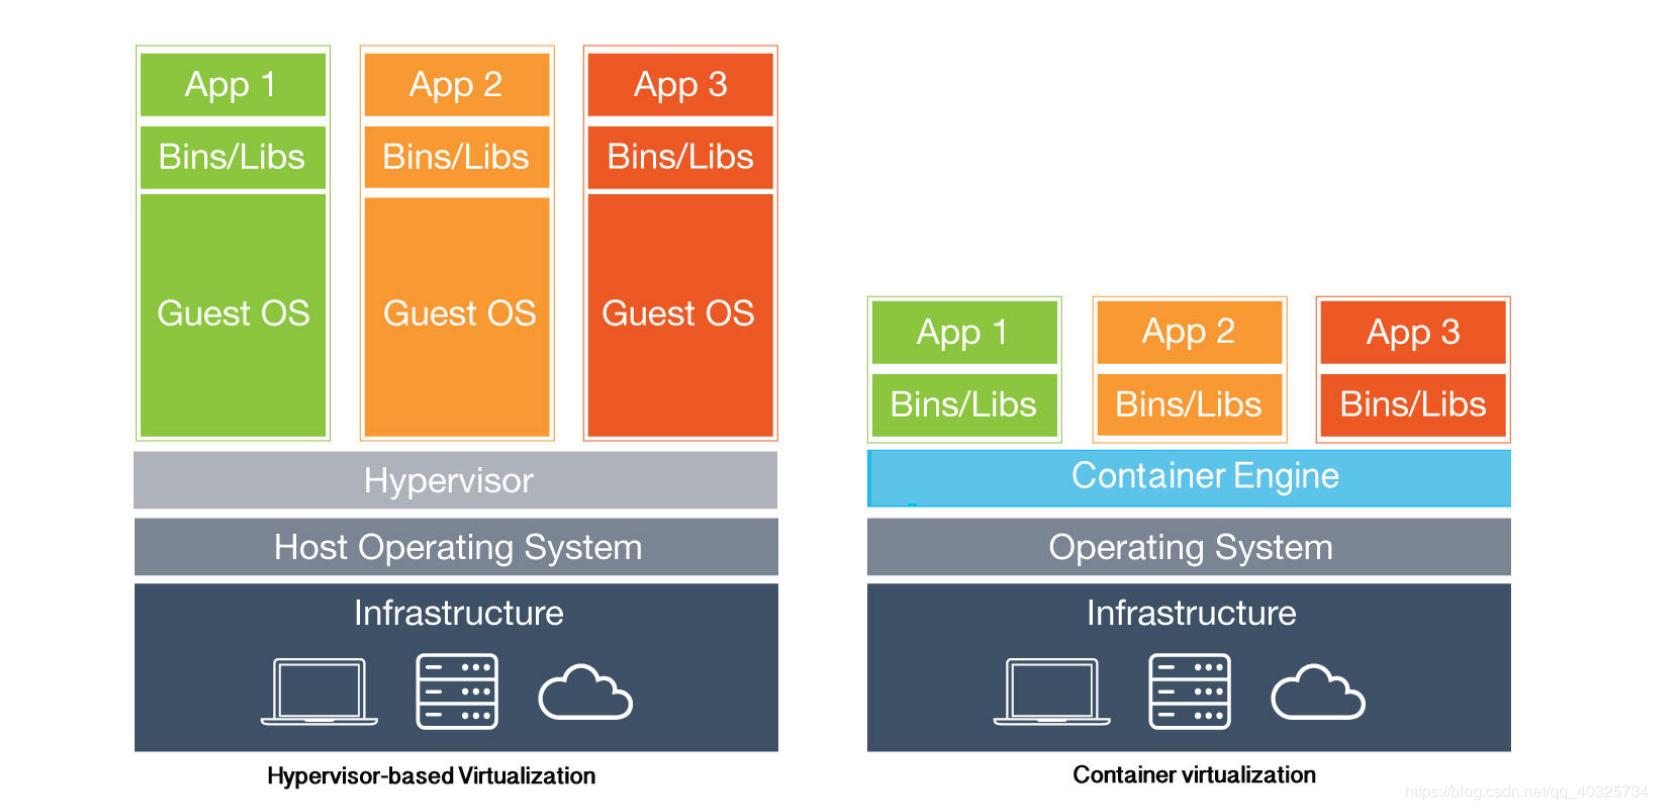 App 1
App 2
App 3
Bins/Libs
Bins/Libs
Bins/Libs
Guest OS
Guest OS
Guest OS
Hypervisor
Host Operating System
Infrastructure
Hypervisor-based Virtualization
App 1
App 2
App 3
Bins/Libs
Bins/Libs
Bins/Libs
Container Engine
Operating System
Infrastructure
Container virtualization
https://blog.csdn.net/qq_40325734